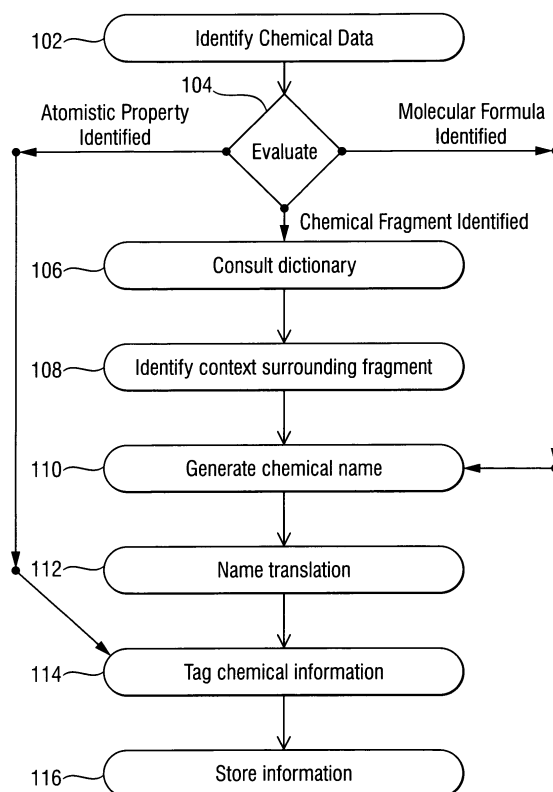 102
Identify Chemical Data
104
Atomistic Property
Identified
Evaluate
Molecular Formula
Identified
Chemical Fragment Identified
106
Consult dictionary
108
Identify context surrounding fragment
110
Generate chemical name
112
Name translation
114
Tag chemical information
116
Store information